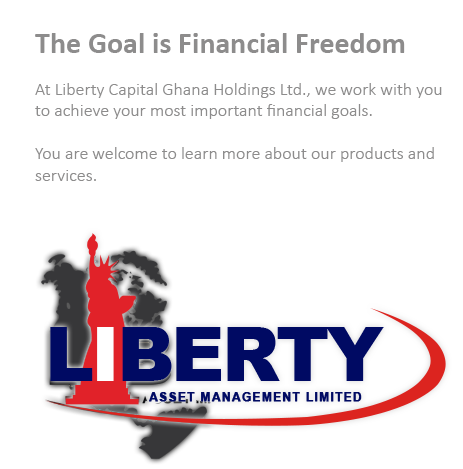 The Goal is Financial Freedom
At Liberty Capital Ghana Holdings Ltd., we work with you
to achieve your most important financial goals.
You are welcome to learn more about our products and
services.
LIBERTY
ASSET MANAGEMENT LIMITED